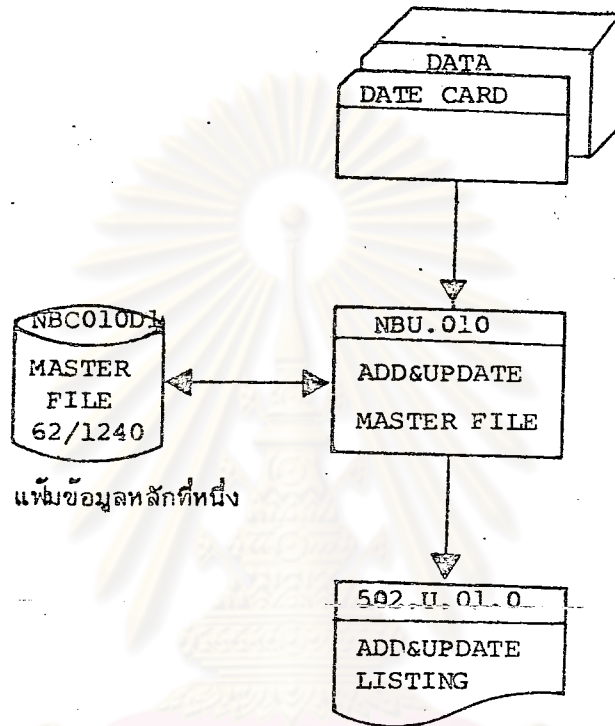 DATA
DATE CARD
NBC010D1
MASTER
FILE
62/1240
แฟ้มข้อมูลหลักที่หนึ่ง
NBU.010
ADD&UPDATE
MASTER FILE
502.U.01.0
ADD&UPDATE
LISTING